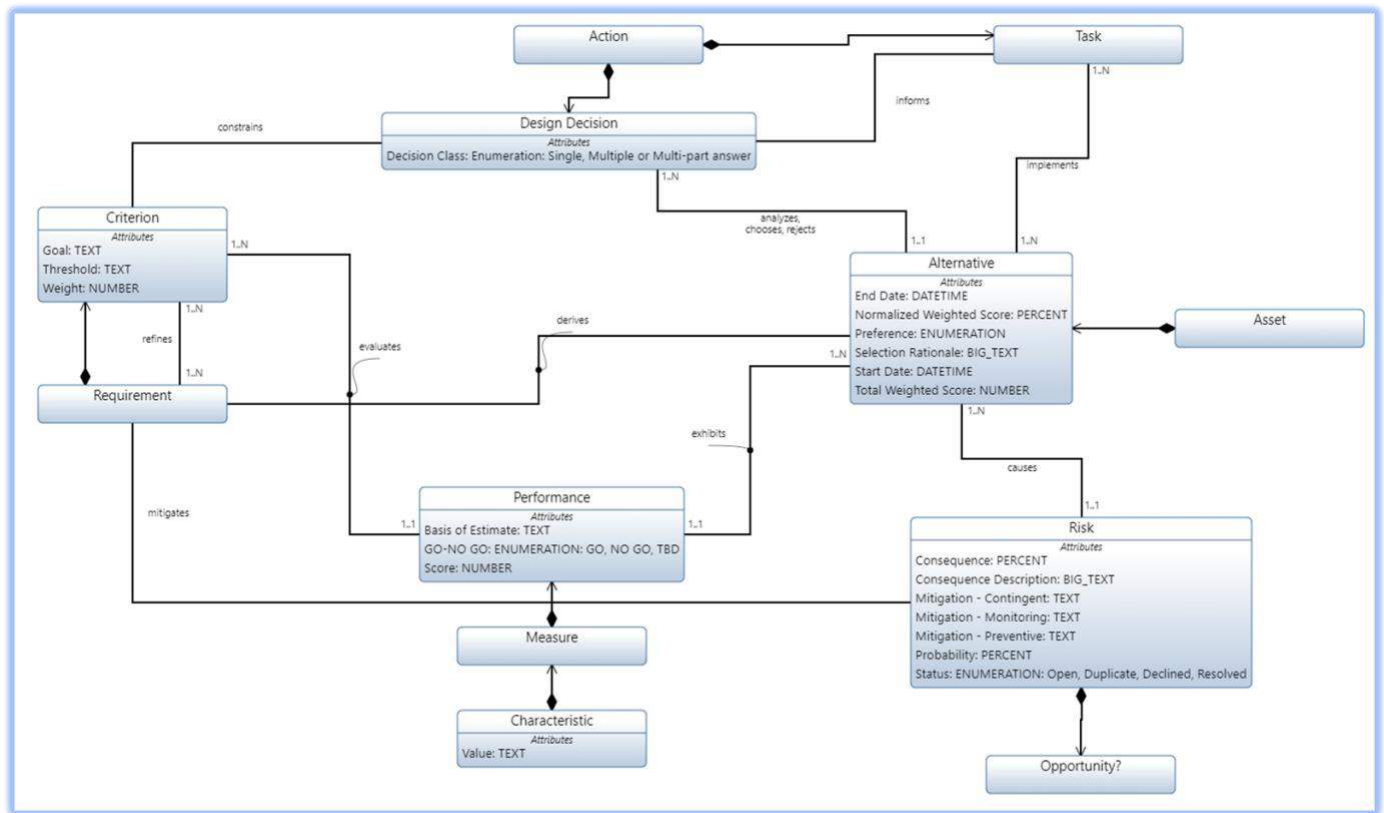 Action
Task
1..N
informs
constrains
Design Decision
Attributes
Decision Class: Enumeration: Single, Multiple or Multi-part answer
1..N
implements
analyzes,
chooses, rejects
1..1
1..N
Criterion
Attributes
Goal: TEXT
Threshold: TEXT
Weight: NUMBER
1..N
1..N
refines
1..N
Requirement
Alternative
Attributes
End Date: DATETIME
Normalized Weighted Score: PERCENT
Preference: ENUMERATION
Selection Rationale: BIG_TEXT
Start Date: DATETIME
Total Weighted Score: NUMBER
Asset
derives
evaluates
1..N
1..N
exhibits
causes
mitigates
1..1
Performance
Attributes
Basis of Estimate: TEXT
GO-NO GO: ENUMERATION: GO, NO GO, TBD
Score: NUMBER
1..1
1..1
Risk
Attributes
Consequence: PERCENT
Consequence Description: BIG_TEXT
Mitigation - Contingent: TEXT
Mitigation - Monitoring: TEXT
Mitigation - Preventive: TEXT
Probability: PERCENT
Status: ENUMERATION: Open, Duplicate, Declined, Resolved
Measure
Characteristic
Attributes
Value: TEXT
Opportunity?